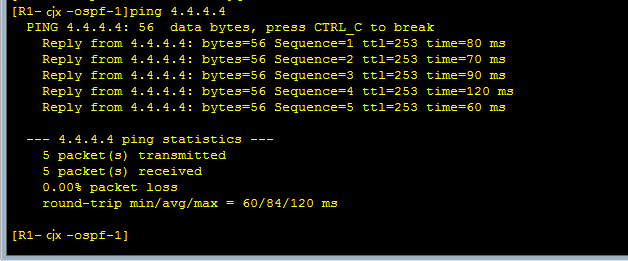 [R1- cjx -ospf-1]ping 4.4.4.4
PING 4.4.4.4: 56 data bytes, press CTRL_C to break
Reply from 4.4.4.4: bytes=56 Sequence=1 ttl=253 time=80 ms
Reply from 4.4.4.4: bytes=56 Sequence=2 ttl=253 time=70 ms
Reply from 4.4.4.4: bytes=56 Sequence=3 ttl=253 time=90 ms
Reply from 4.4.4.4: bytes=56 Sequence=4 ttl=253 time=120 ms
Reply from 4.4.4.4: bytes=56 Sequence=5 ttl=253 time=60 ms
--- 4.4.4.4 ping statistics ---
5 packet(s) transmitted
5 packet(s) received
0.00% packet loss
round-trip min/avg/max = 60/84/120 ms
[R1- cjx -ospf-1]